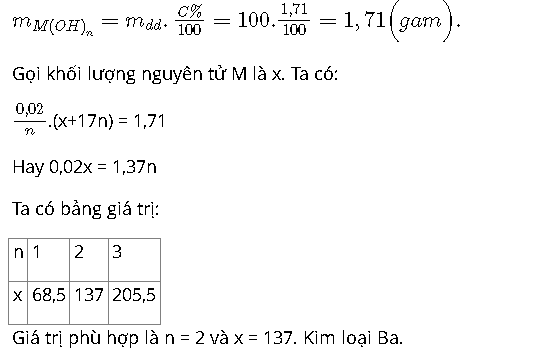 m_{M(OH)_n} = m_{dd}. \frac{C\%}{100} = 100. \frac{1,71}{100} = 1,71(gam).
Gọi khối lượng nguyên tử M là x. Ta có:
\frac{0,02}{n}.(x+17n) = 1,71
Hay 0,02x = 1,37n
Ta có bảng giá trị:
n 1 2 3
x 68,5 137 205,5
Giá trị phù hợp là n = 2 và x = 137. Kim loại Ba.